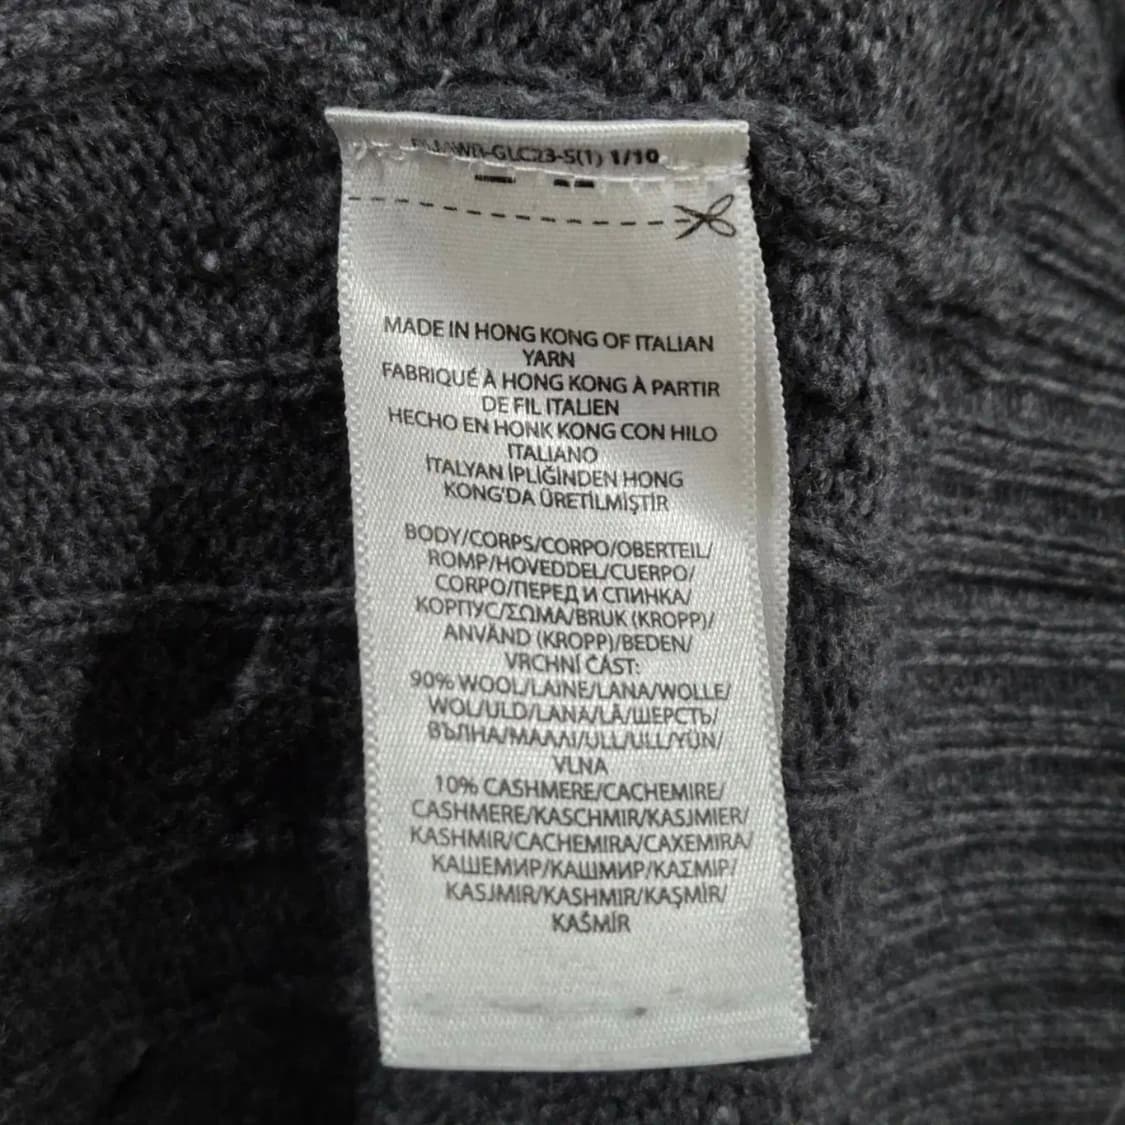 -GLC23-S(1) 1/10
MADE IN HONG KONG OF ITALIAN
YARN
FABRIQUÉ À HONG KONG À PARTIR
DE FIL ITALIEN
HECHO EN HONK KONG CON HILO
ITALIANO
İTALYAN İPLİĞİNDEN HONG
KONG'DA ÜRETİLMİŞTİR
BODY/CORPS/CORPO/OBERTEIL/
ROMP/HOVEDDEL/CUERPO/
CORPO/ПЕРЕД И СПИНКА/
КОРПУС/ΣΩΜΑ/BRUK (KROPP)/
ANVÄND (KROPP)/BEDEN/
VRCHNÍ ČÁST:
90% WOOL/LAINE/LANA/WOLLE/
WOL/ULD/LANA/LÃ/ШЕРСТЬ/
ВЪЛНА/ΜΑΛΛΙ/ULL/ULL/YÜN/
VLNA
10% CASHMERE/CACHEMIRE/
CASHMERE/KASCHMIR/KASJMIER/
KASHMIR/CACHEMIRA/CAXEMIRA/
КАШЕМИР/КАШМИР/ΚΑΣΜΙΡ/
KASJMIR/KASHMIR/KAŞMİR/
KAŠMÍR